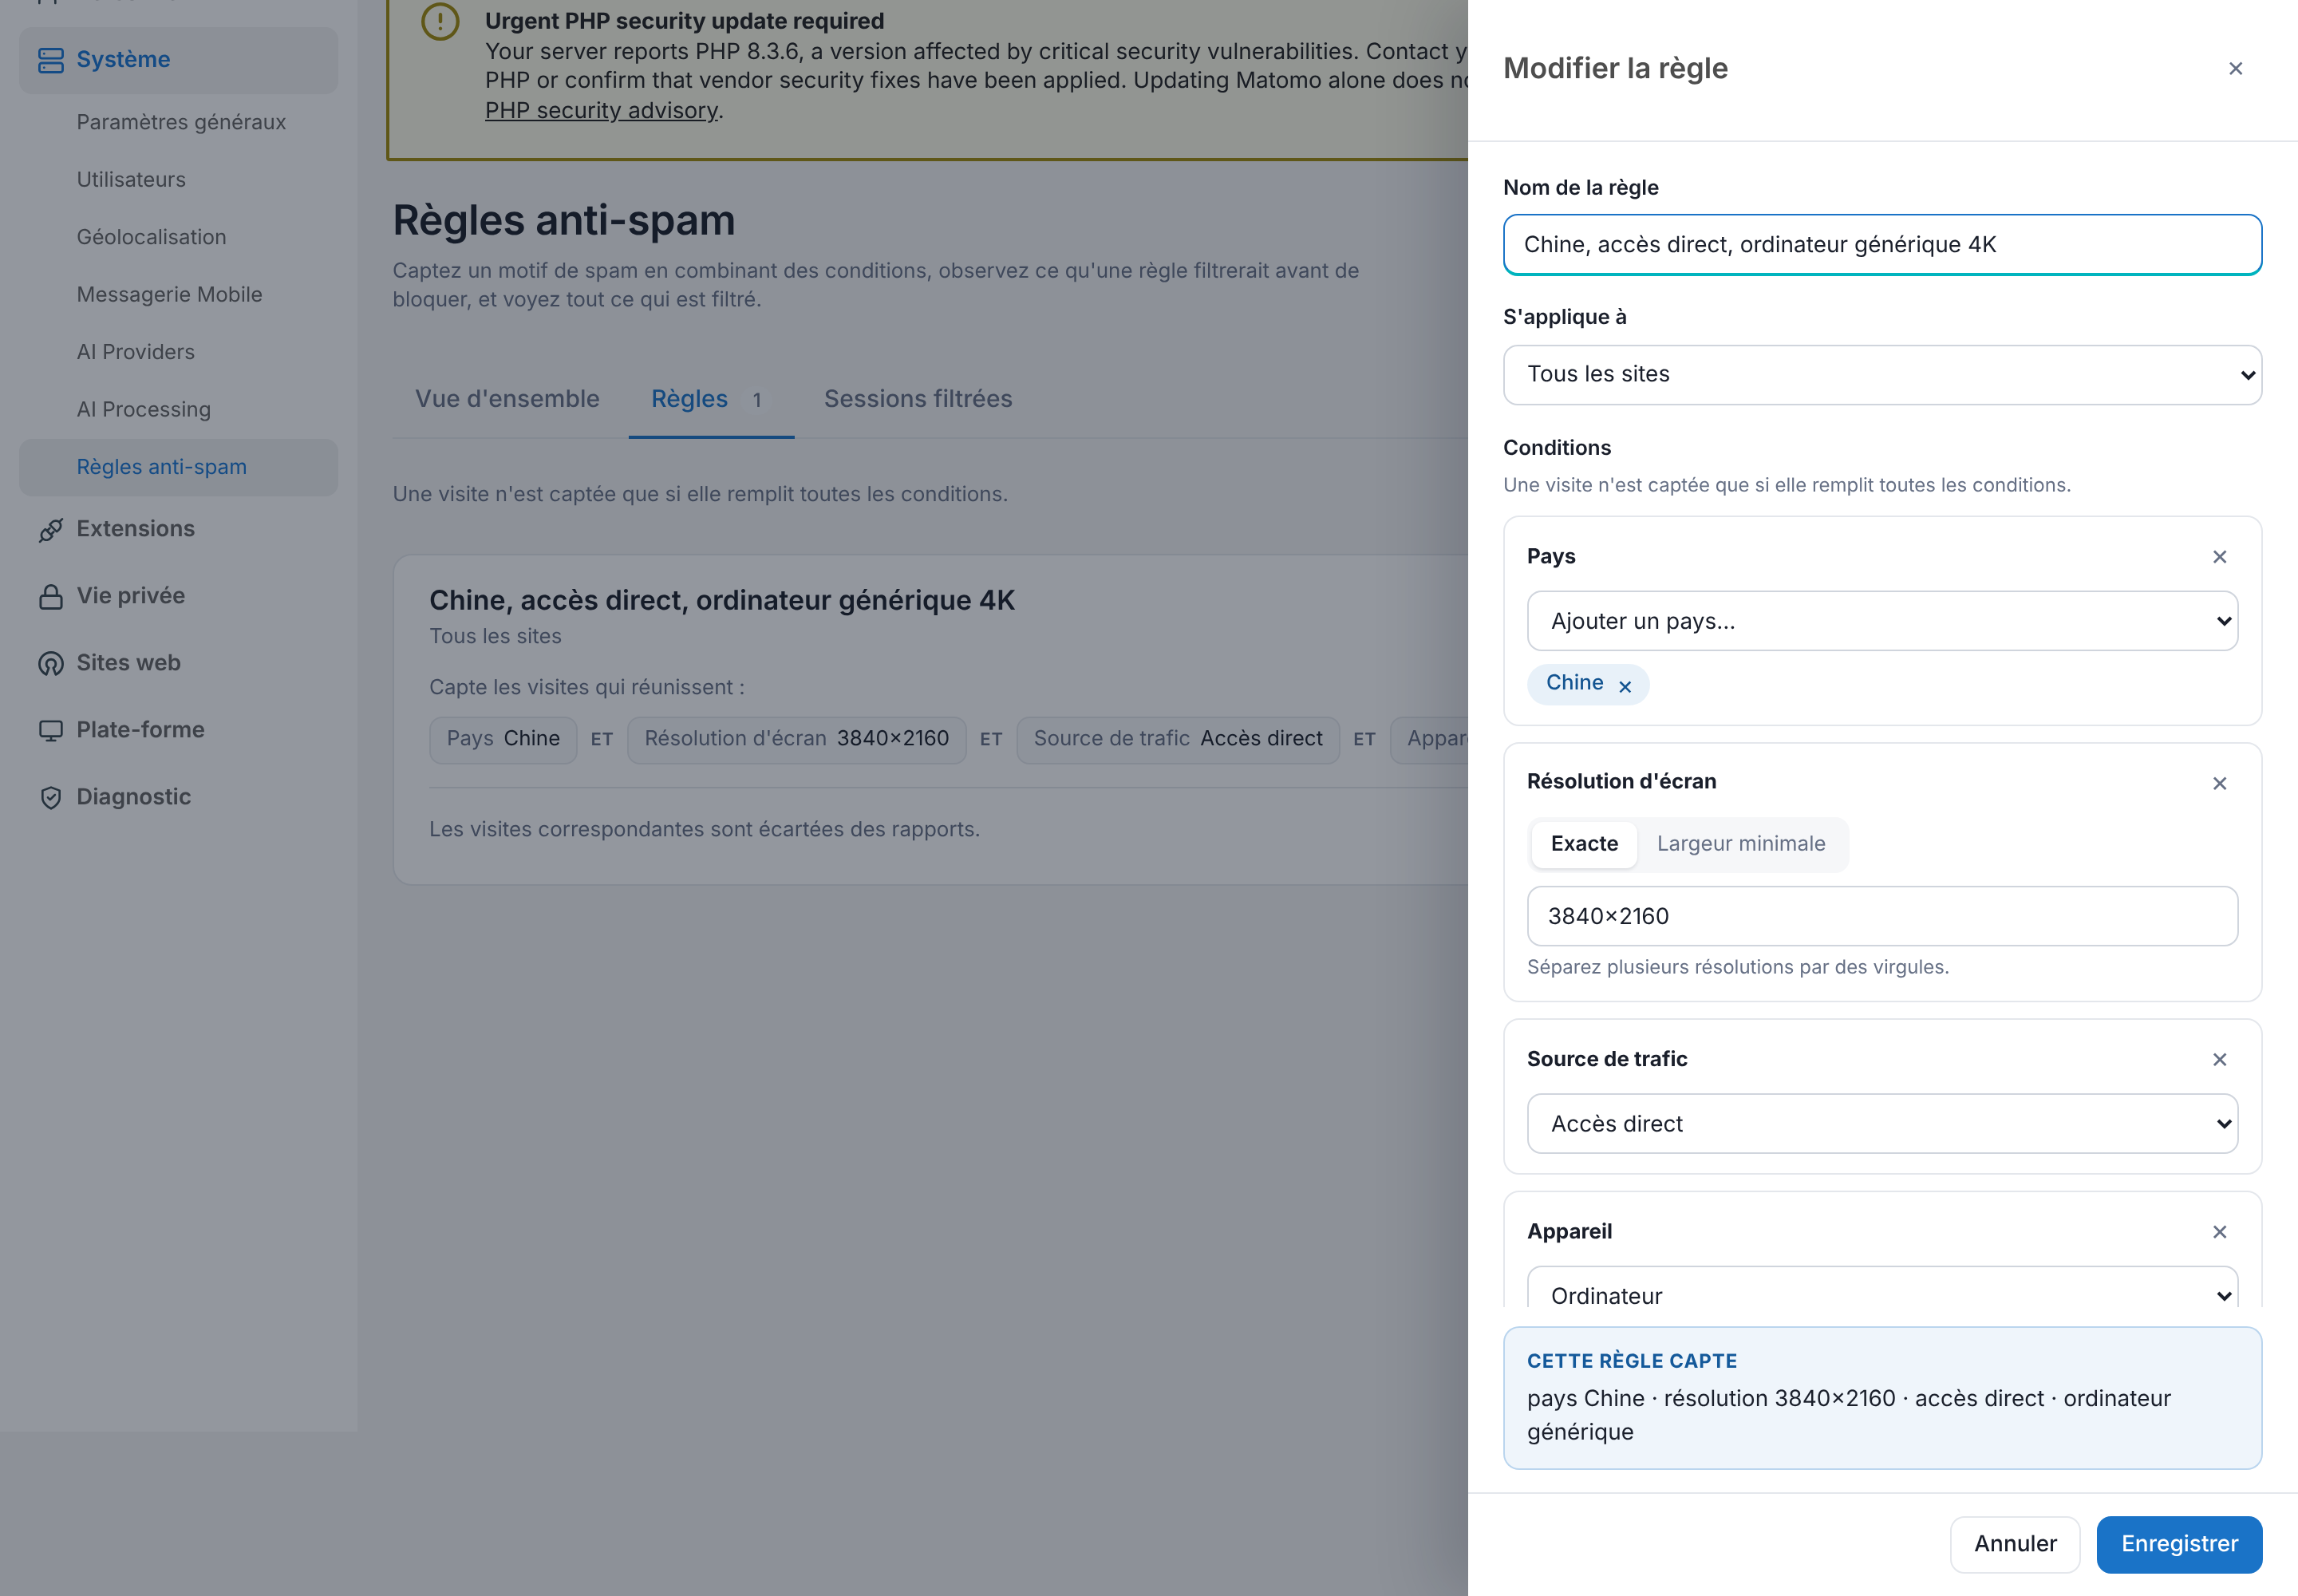 Système
Paramètres généraux
Utilisateurs
Géolocalisation
Messagerie Mobile
AI Providers
AI Processing
Règles anti-spam
Extensions
Vie privée
Sites web
Plate-forme
Diagnostic
Urgent PHP security update required
Your server reports PHP 8.3.6, a version affected by critical security vulnerabilities. Contact
PHP or confirm that vendor security fixes have been applied. Updating Matomo alone does
PHP security advisory.
Règles anti-spam
Captez un motif de spam en combinant des conditions, observez ce qu'une règle filtrerait avant de
bloquer, et voyez tout ce qui est filtré.
Vue d'ensemble
Règles 1
Sessions filtrées
Une visite n'est captée que si elle remplit toutes les conditions.
Chine, accès direct, ordinateur générique 4K
Tous les sites
Capte les visites qui réunissent :
Pays Chine ET Résolution d'écran 3840×2160 ET Source de trafic Accès direct ET
Les visites correspondantes sont écartées des rapports.
Modifier la règle
Nom de la règle
Chine, accès direct, ordinateur générique 4K
S'applique à
Tous les sites
Conditions
Une visite n'est captée que si elle remplit toutes les conditions.
Pays
Ajouter un pays...
Chine
Résolution d'écran
Exacte Largeur minimale
3840×2160
Séparez plusieurs résolutions par des virgules.
Source de trafic
Accès direct
Appareil
Ordinateur
CETTE RÈGLE CAPTE
pays Chine · résolution 3840×2160 · accès direct · ordinateur
générique
Annuler
Enregistrer